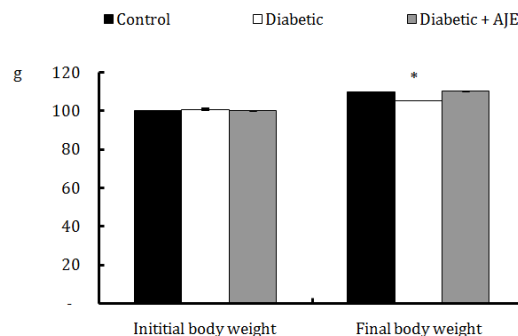 Control Diabetic Diabetic + AJE
g
120
*
100
80
60
40
20
-
Inititial body weight Final body weight